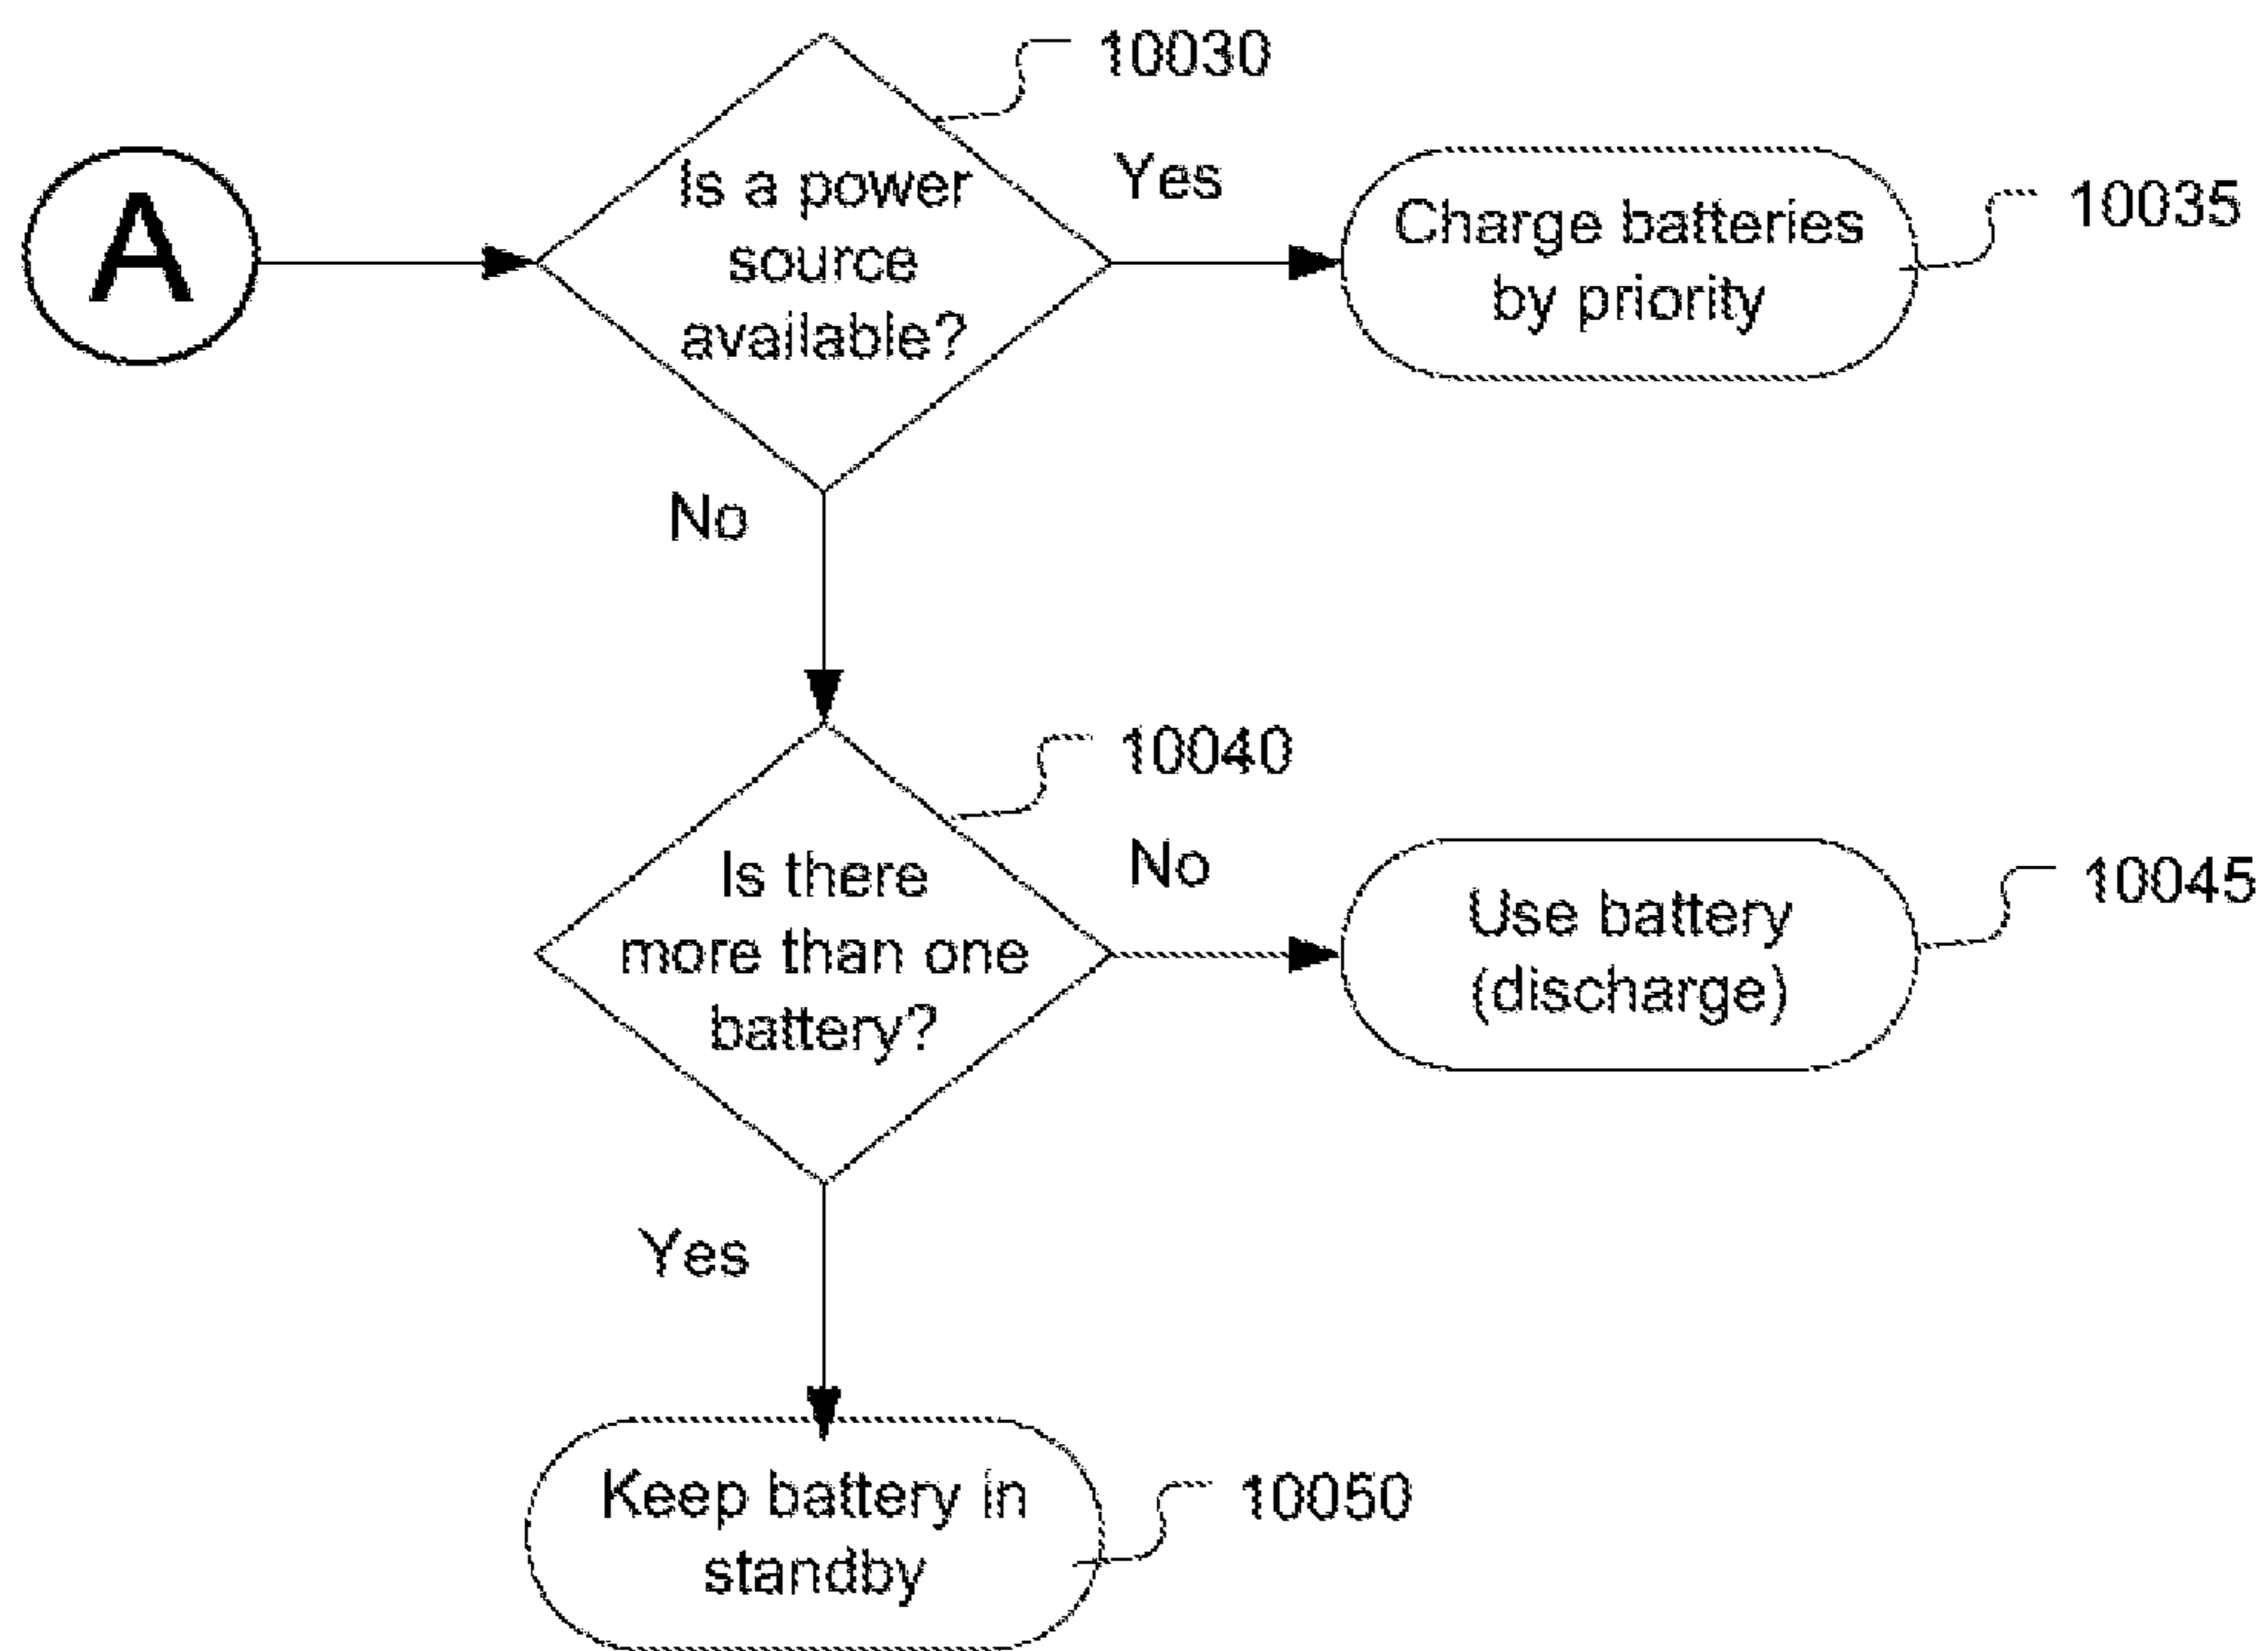 10030
A
Is a power
source
available?
Yes
Charge batteries
by priority
10035
No
10040
Is there
more than one
battery?
No
Use battery
(discharge)
10045
Yes
Keep battery in
standby
10050